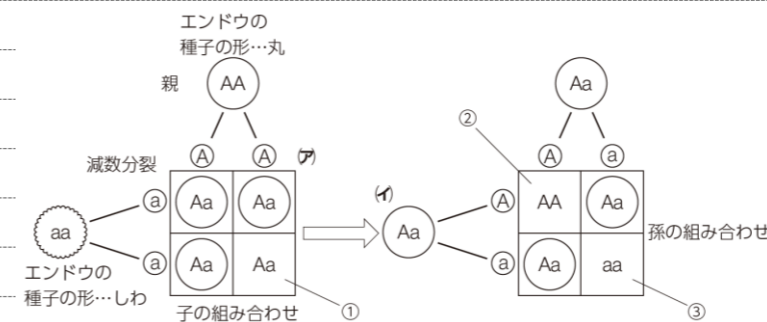 エンドウの
種子の形…丸
親
AA
Aa
②
減数分裂
A
A
(ア)
(イ)
A
a
aa
a
Aa
Aa
Aa
A
AA
Aa
孫の組み合わせ
a
Aa
Aa
a
Aa
aa
エンドウの
種子の形…しわ
子の組み合わせ
①
③